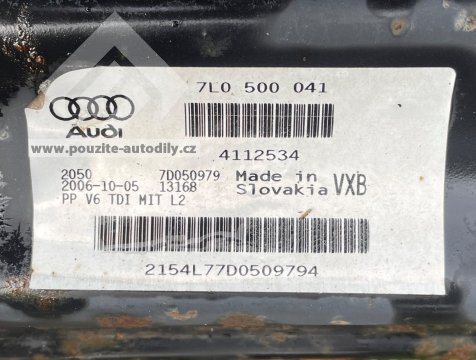 7L0 500 041
Audi
www.pouzite-autodily.cz
4112534
2050 7D050979 Made in
2006-10-05 13168 Slovakia VXB
PP V6 TDI MIT L2
2154L77D0509794